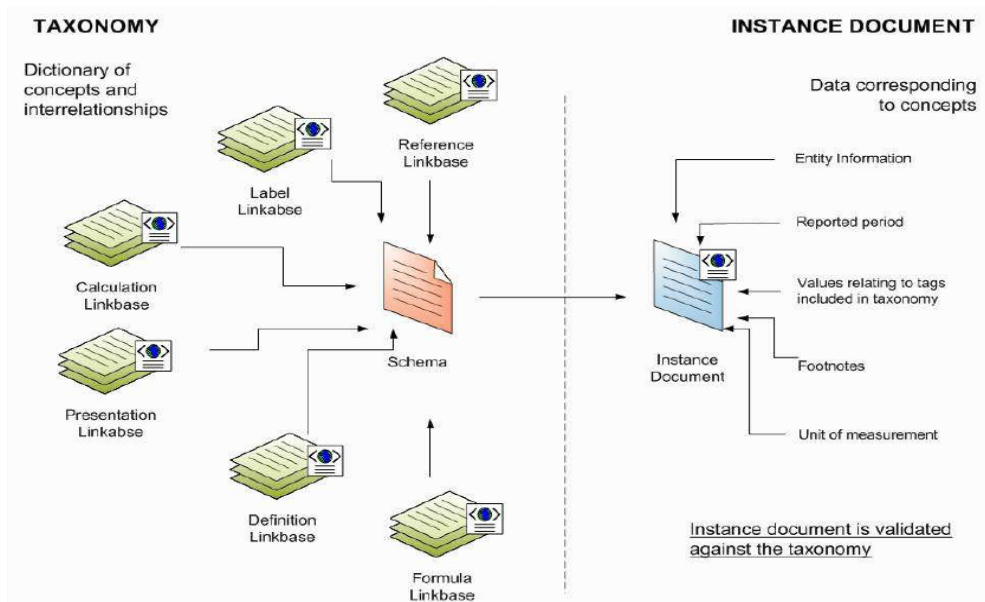 TAXONOMY
Dictionary of
concepts and
interrelationships
Reference
Linkbase
Label
Linkabse
Calculation
Linkbase
Presentation
Linkabse
Schema
Definition
Linkbase
Formula
Linkbase
INSTANCE DOCUMENT
Data corresponding
to concepts
Entity Information
Reported period
Values relating to tags
included in taxonomy
Instance
Document
Footnotes
Unit of measurement
Instance document is validated
against the taxonomy